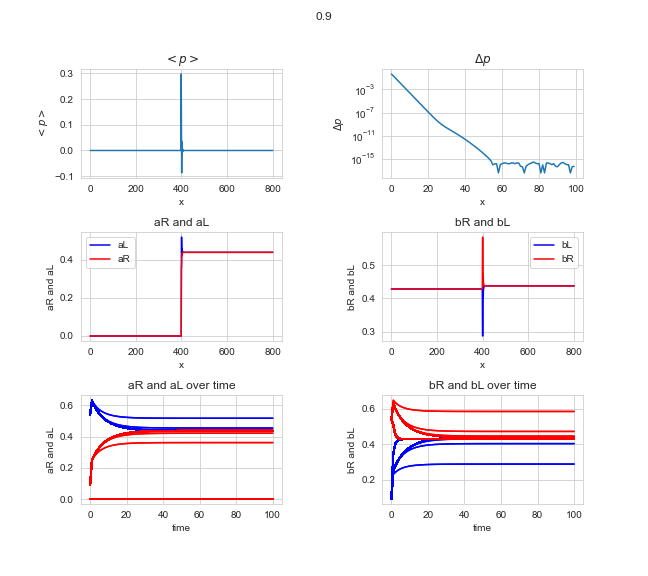 0.9
< p >
Δp
0.3
0.2
0.1
0.0
−0.1
< p >
0 200 400 600 800
x
10⁻³
10⁻⁷
10⁻¹¹
10⁻¹⁵
Δp
0 20 40 60 80 100
x
aR and aL
bR and bL
aL
aR
0.4
0.2
0.0
aR and aL
0 200 400 600 800
x
bL
bR
0.5
0.4
0.3
bR and bL
0 200 400 600 800
x
aR and aL over time
bR and bL over time
0.6
0.4
0.2
0.0
aR and aL
0 20 40 60 80 100
time
0.6
0.4
0.2
bR and bL
0 20 40 60 80 100
time